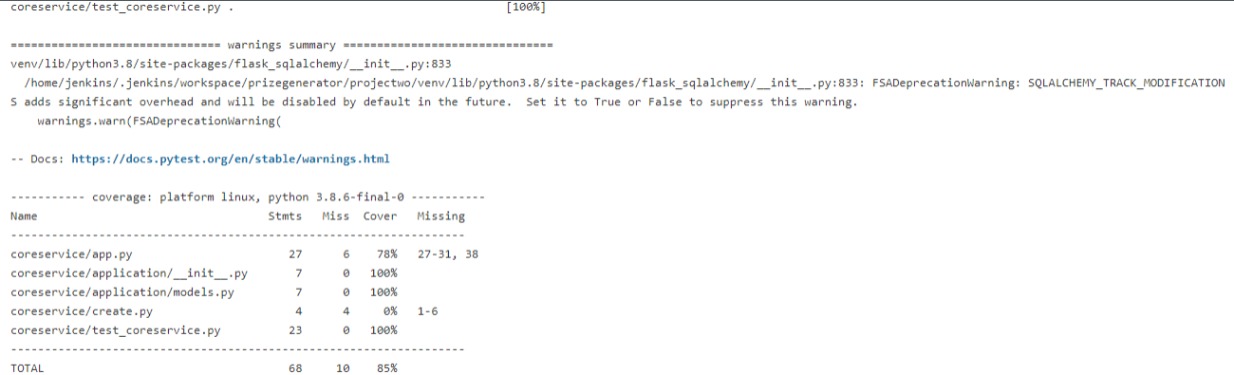 coreservice/test_coreservice.py . [100%]
=============================== warnings summary ===============================
venv/lib/python3.8/site-packages/flask_sqlalchemy/__init__.py:833
/home/jenkins/.jenkins/workspace/prizegenerator/projectwo/venv/lib/python3.8/site-packages/flask_sqlalchemy/__init__.py:833: FSADeprecationWarning: SQLALCHEMY_TRACK_MODIFICATION
S adds significant overhead and will be disabled by default in the future.  Set it to True or False to suppress this warning.
warnings.warn(FSADeprecationWarning(
-- Docs: https://docs.pytest.org/en/stable/warnings.html
----------- coverage: platform linux, python 3.8.6-final-0 -----------
Name Stmts Miss Cover Missing
------------------------------------------------------------------
coreservice/app.py 27 6 78% 27-31, 38
coreservice/application/__init__.py 7 0 100%
coreservice/application/models.py 7 0 100%
coreservice/create.py 4 4 0% 1-6
coreservice/test_coreservice.py 23 0 100%
------------------------------------------------------------------
TOTAL 68 10 85%